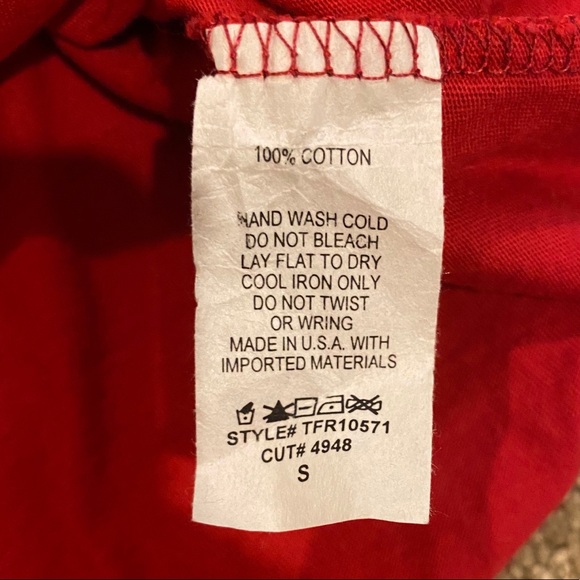 100% COTTON
HAND WASH COLD
DO NOT BLEACH
LAY FLAT TO DRY
COOL IRON ONLY
DO NOT TWIST
OR WRING
MADE IN U.S.A. WITH
IMPORTED MATERIALS
STYLE# TFR10571
CUT# 4948
S